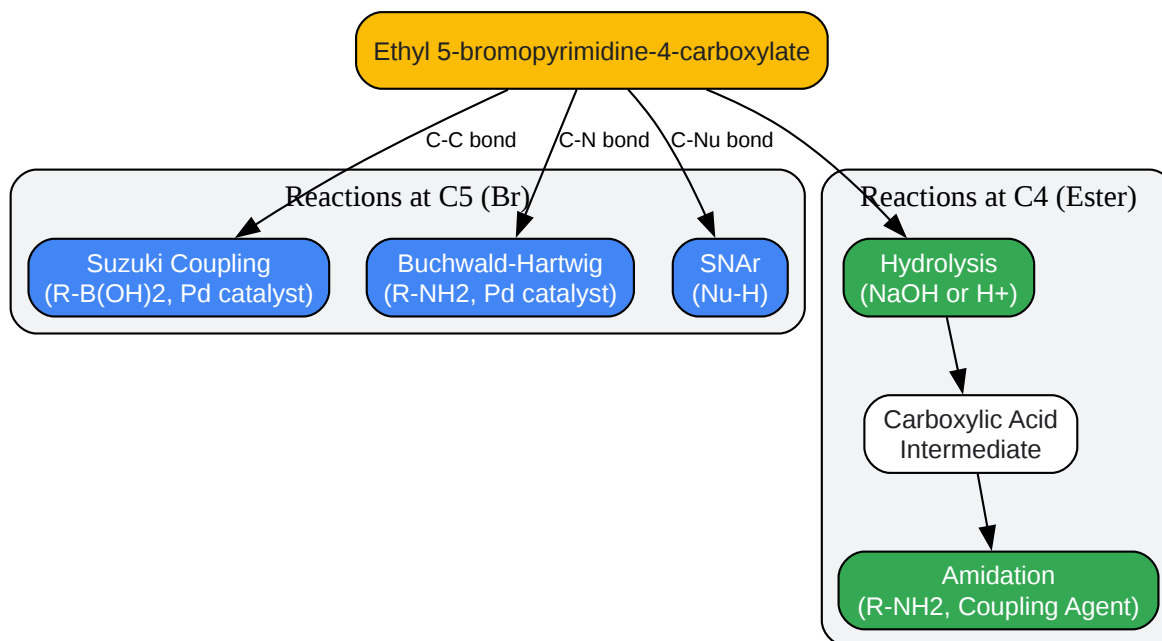 Ethyl 5-bromopyrimidine-4-carboxylate
C-C bond
C-N bond
C-Nu bond
Reactions at C5 (Br)
Suzuki Coupling
(R-B(OH)2, Pd catalyst)
Buchwald-Hartwig
(R-NH2, Pd catalyst)
SNAr
(Nu-H)
Reactions at C4 (Ester)
Hydrolysis
(NaOH or H+)
Carboxylic Acid
Intermediate
Amidation
(R-NH2, Coupling Agent)